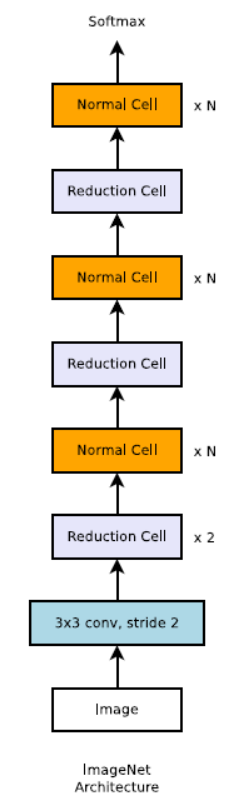 Softmax
Normal Cell x N
Reduction Cell
Normal Cell x N
Reduction Cell
Normal Cell x N
Reduction Cell x 2
3x3 conv, stride 2
Image
ImageNet
Architecture